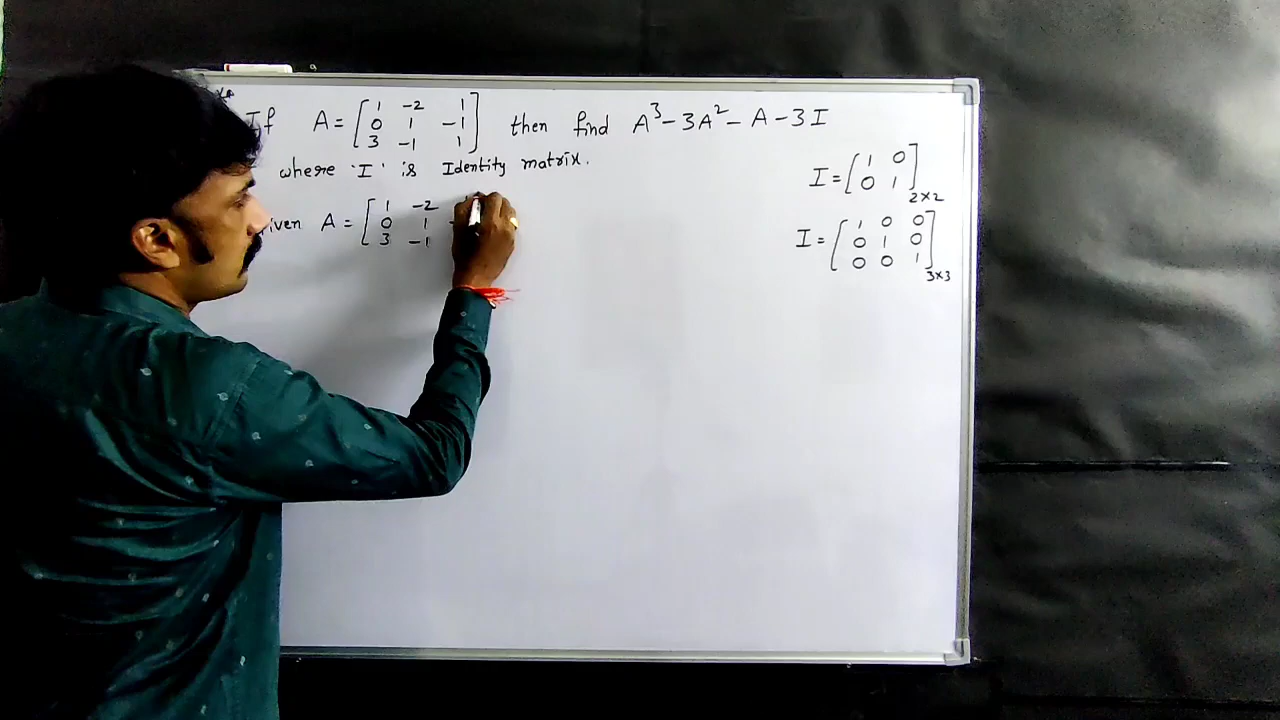 If A = [1 -2 1; 0 1 -1; 3 -1 1] then find A³ - 3A² - A - 3I
where 'I' is Identity matrix.
A = [1 -2; 0 1; 3 -1
I = [1 0; 0 1] 2×2
I = [1 0 0; 0 1 0; 0 0 1] 3×3